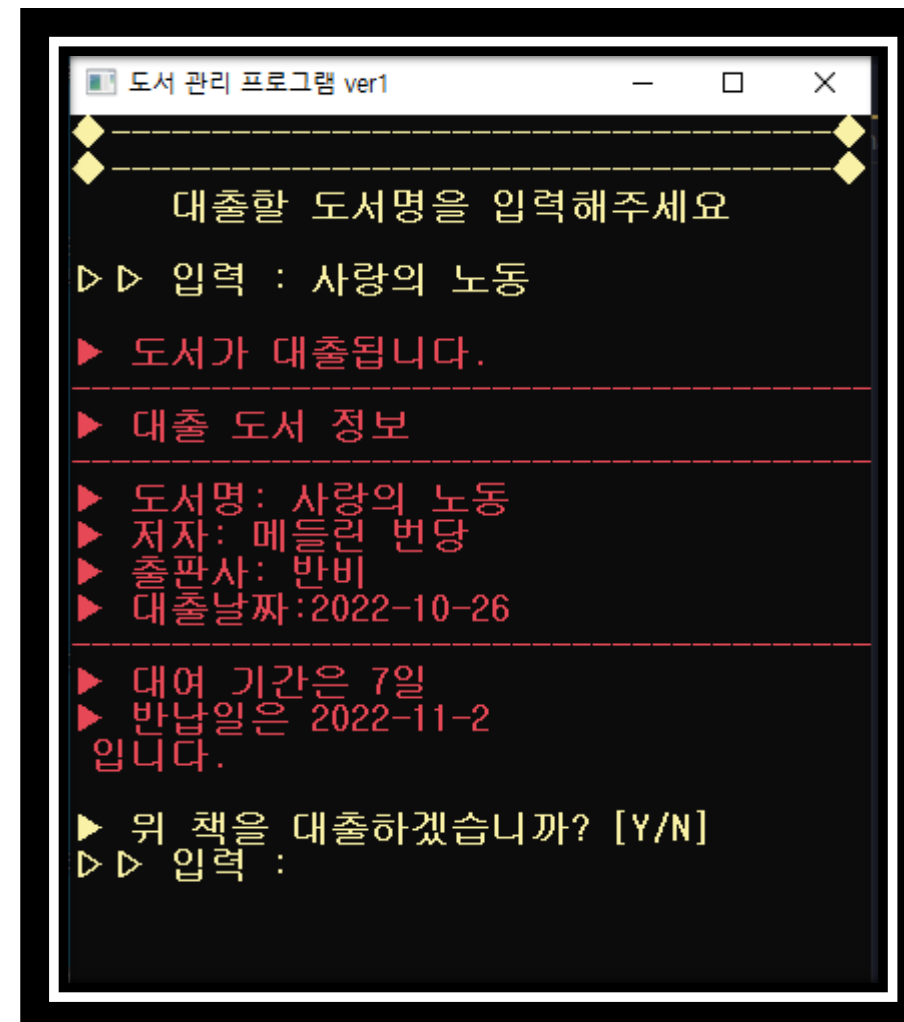 도서 관리 프로그램 ver1
◆-------------------------------------◆
◆-------------------------------------◆
대출할 도서명을 입력해주세요
▷▷ 입력 : 사랑의 노동
▶ 도서가 대출됩니다.
----------------------------------------
▶ 대출 도서 정보
----------------------------------------
▶ 도서명: 사랑의 노동
▶ 저자: 메들린 번당
▶ 출판사: 반비
▶ 대출날짜:2022-10-26
----------------------------------------
▶ 대여 기간은 7일
▶ 반납일은 2022-11-2
입니다.
▶ 위 책을 대출하겠습니까? [Y/N]
▷▷ 입력 :